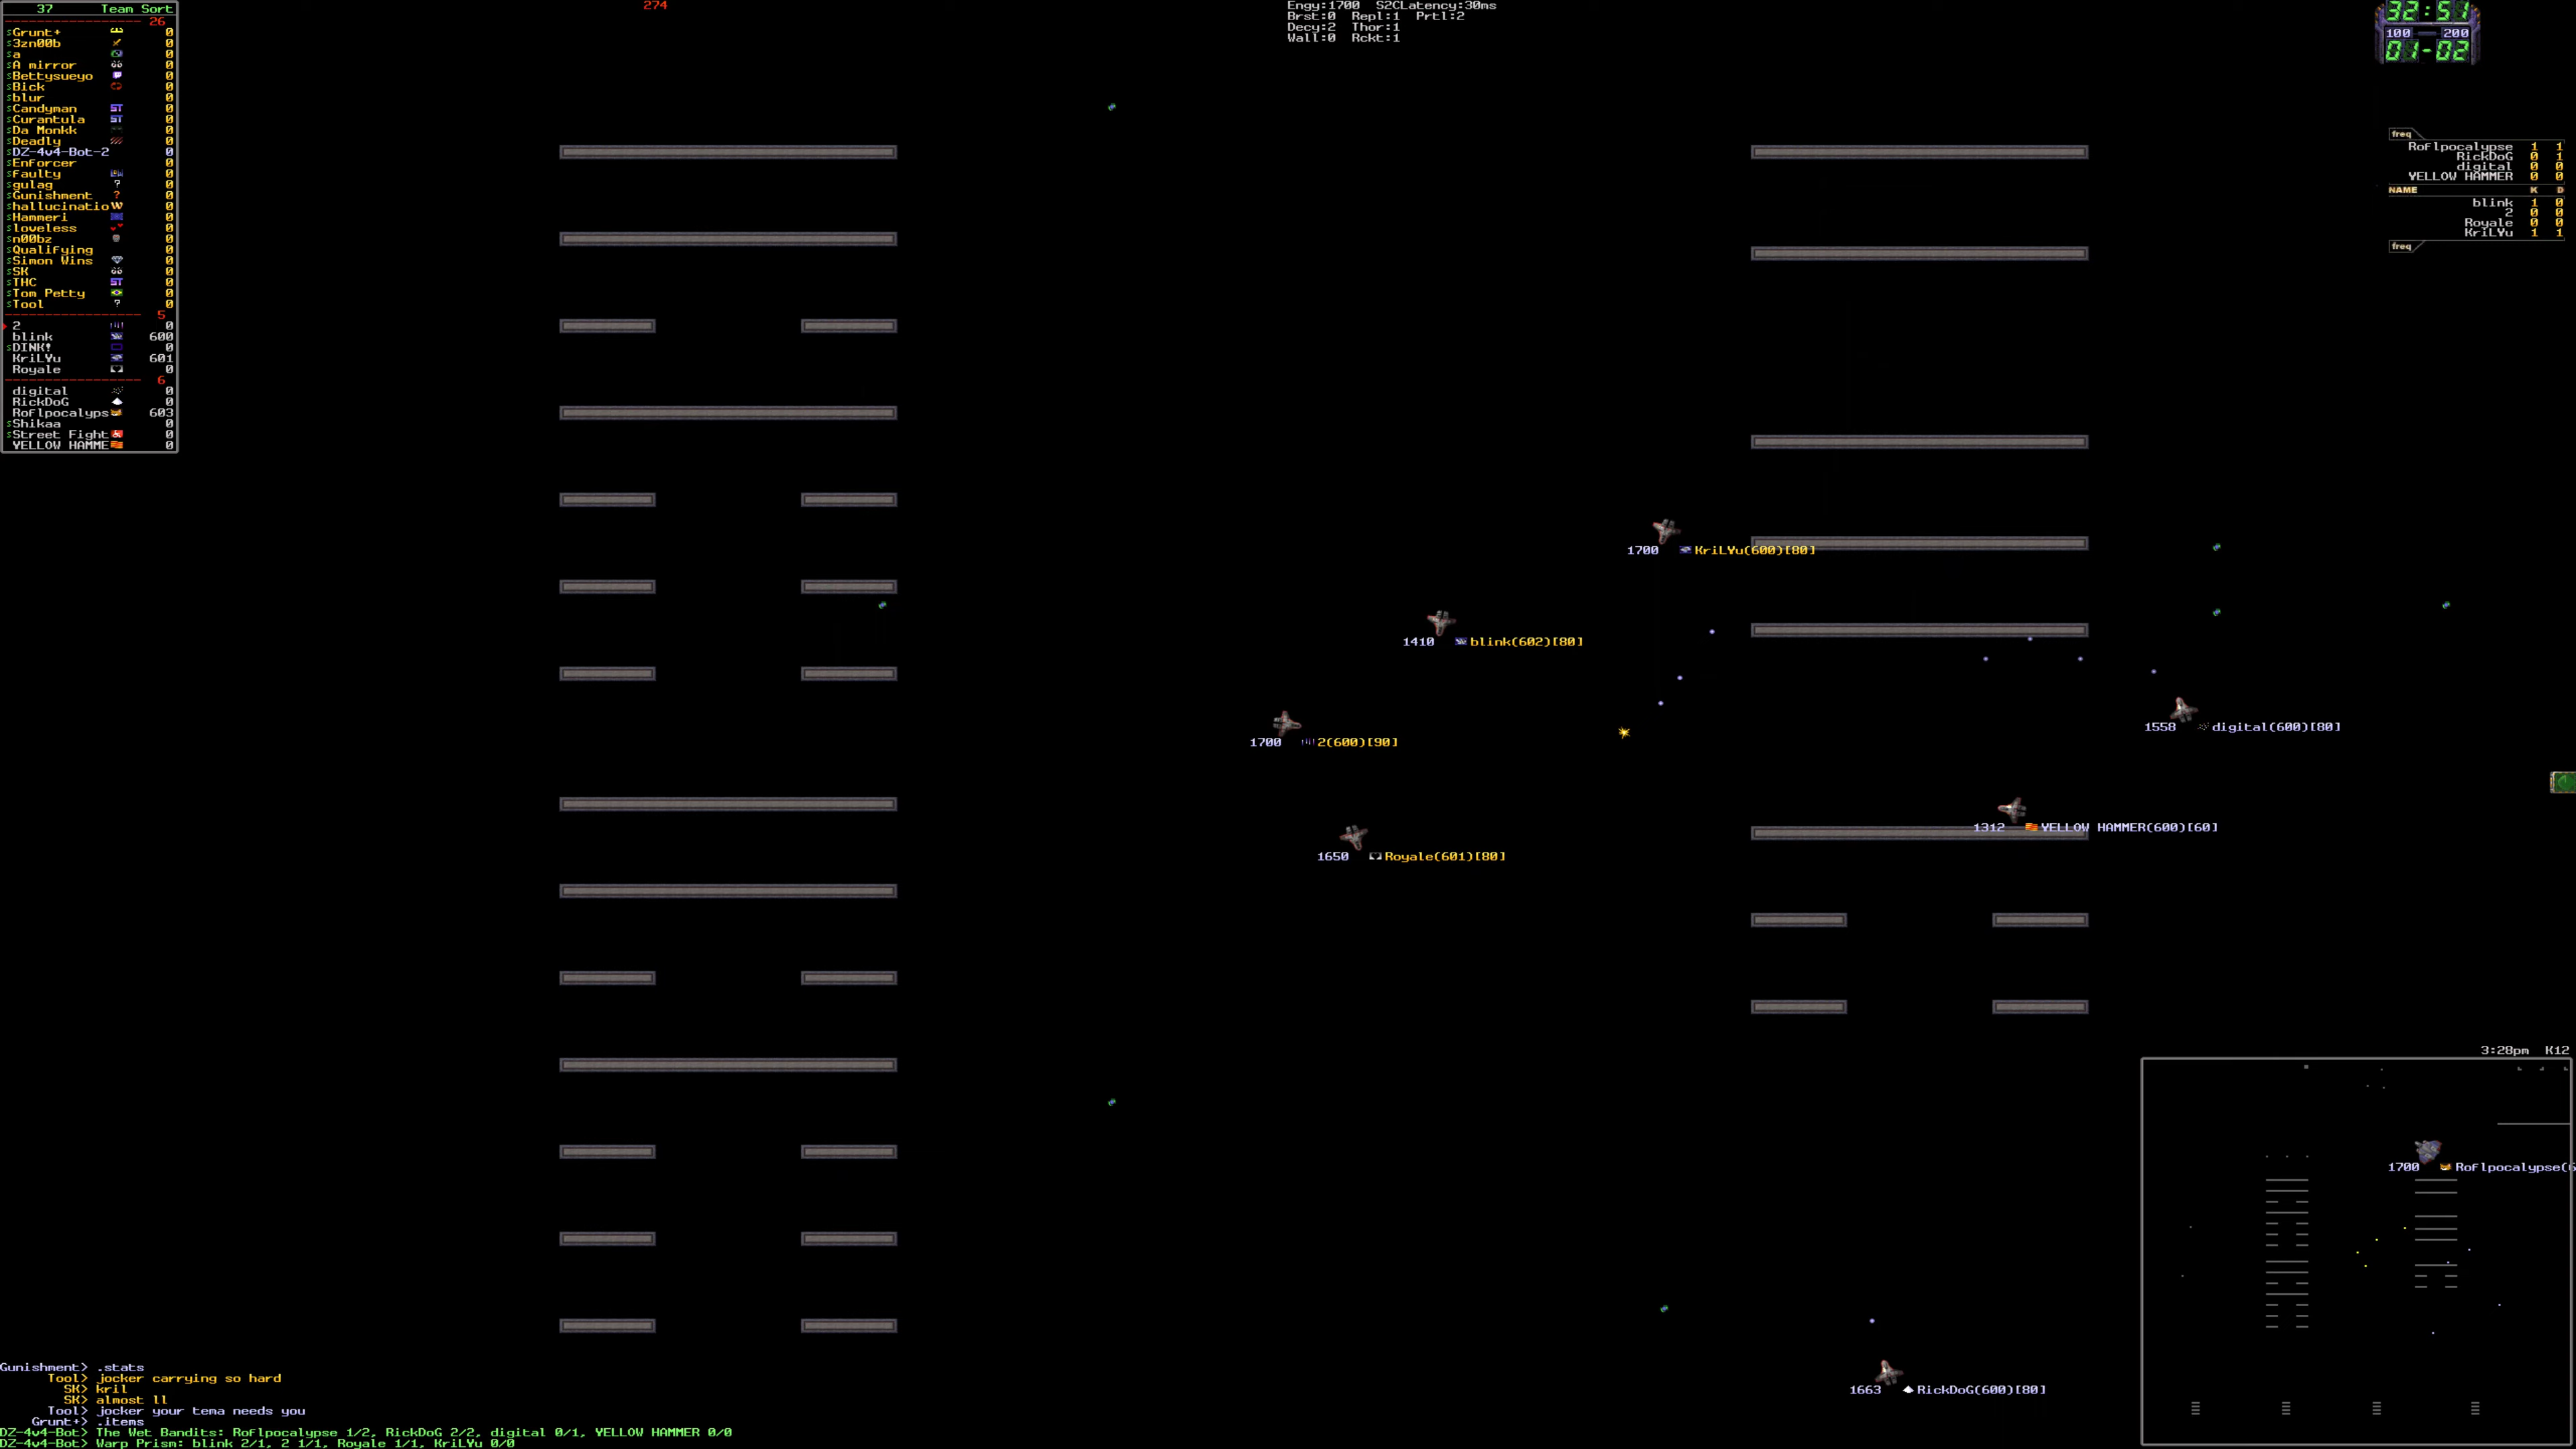 37 Team Sort
26
$Grunt+ 0
$3zn00b 0
$a 0
$A mirror 0
$Bettysueyo 0
$Bick 0
$blur 0
$Candyman ST 0
$Curantula ST 0
$Da Monkk 0
$Deadly 0
$DZ-4v4-Bot-2 0
$Enforcer 0
$Faulty 0
$gulag ? 0
$Gunishment ? 0
$hallucinatio W 0
$Hammeri 0
$loveless 0
$n00bz 0
$Qualifying 0
$Simon Wins 0
$SK 0
$THC ST 0
$Tom Petty 0
$Tool ? 0
5
2 0
blink 600
$DINK! 0
KriLYu 601
Royale 0
6
digital 0
RickDoG 0
Roflpocalyps 603
$Shikaa 0
$Street Fight 0
YELLOW HAMME 0
274
Engy:1700 S2CLatency:30ms
Brst:0 Repl:1 Prtl:2
Decy:2 Thor:1
Wall:0 Rckt:1
32:51
100 200
01-02
freq
Roflpocalypse 1 1
RickDoG 0 1
digital 0 0
YELLOW HAMMER 0 0
NAME K D
blink 1 0
2 0 0
Royale 0 0
KriLYu 1 1
freq
1700 KriLYu(600)[80]
1410 blink(602)[80]
1700 2(600)[90]
1558 digital(600)[80]
1312 YELLOW HAMMER(600)[60]
1650 Royale(601)[80]
3:28pm K12
1700 Roflpocalypse(6
1663 RickDoG(600)[80]
Gunishment> .stats
Tool> jocker carrying so hard
SK> kril
SK> almost ll
Tool> jocker your tema needs you
Grunt+> .items
DZ-4v4-Bot> The Wet Bandits: Roflpocalypse 1/2, RickDoG 2/2, digital 0/1, YELLOW HAMMER 0/0
DZ-4v4-Bot> Warp Prism: blink 2/1, 2 1/1, Royale 1/1, KriLYu 0/0